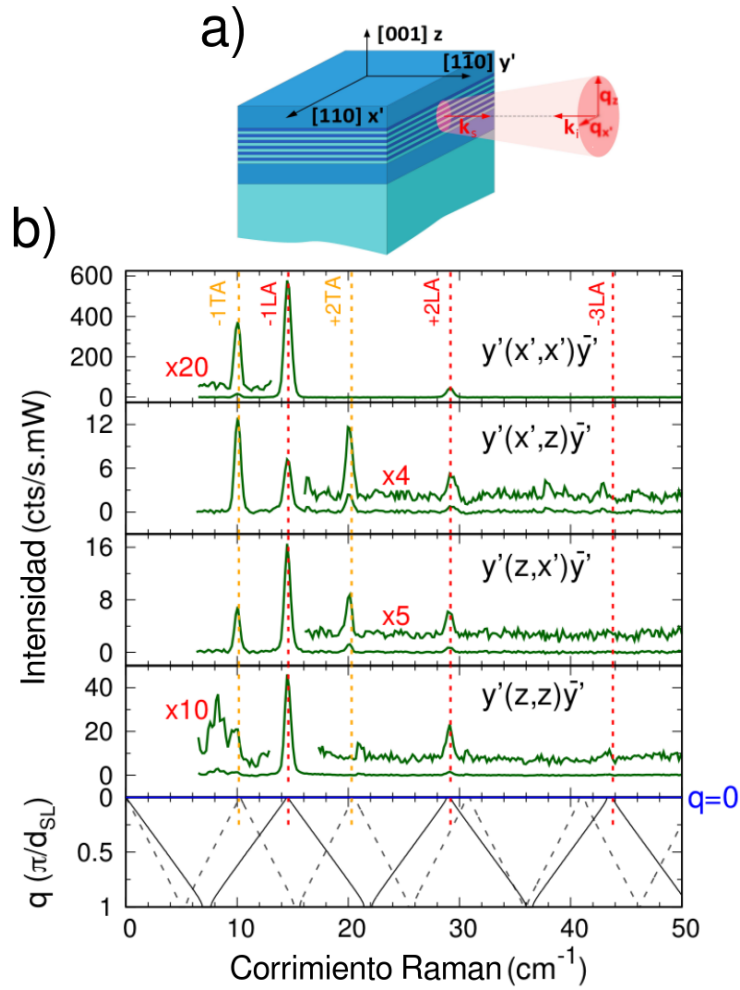 a)
[001] z
[11̄0] y'
[110] x'
k_s
k_i
q_z
q_x'
b)
Intensidad (cts/s.mW)
600
400
200
0
-1TA
-1LA
+2TA
+2LA
-3LA
x20
y'(x',x')ȳ'
12
6
0
x4
y'(x',z)ȳ'
16
8
0
x5
y'(z,x')ȳ'
40
20
0
x10
y'(z,z)ȳ'
q=0
q (π/d_SL)
0
0.5
1
0 10 20 30 40 50
Corrimiento Raman (cm⁻¹)